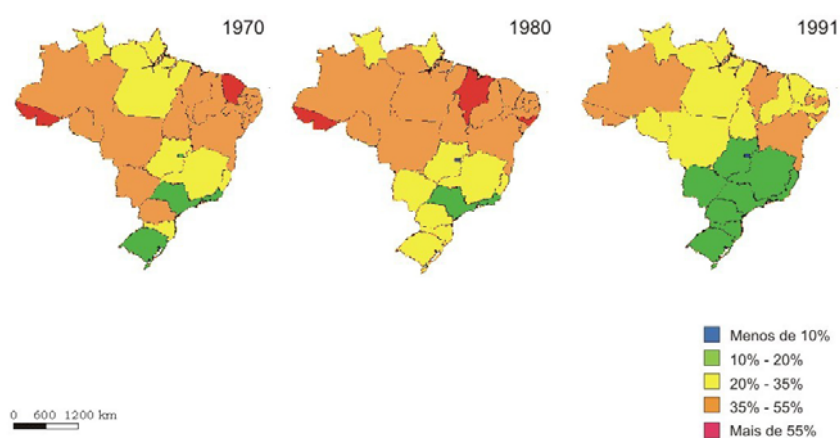 1970
1980
1991
Menos de 10%
10% - 20%
20% - 35%
35% - 55%
Mais de 55%
0 600 1200 km